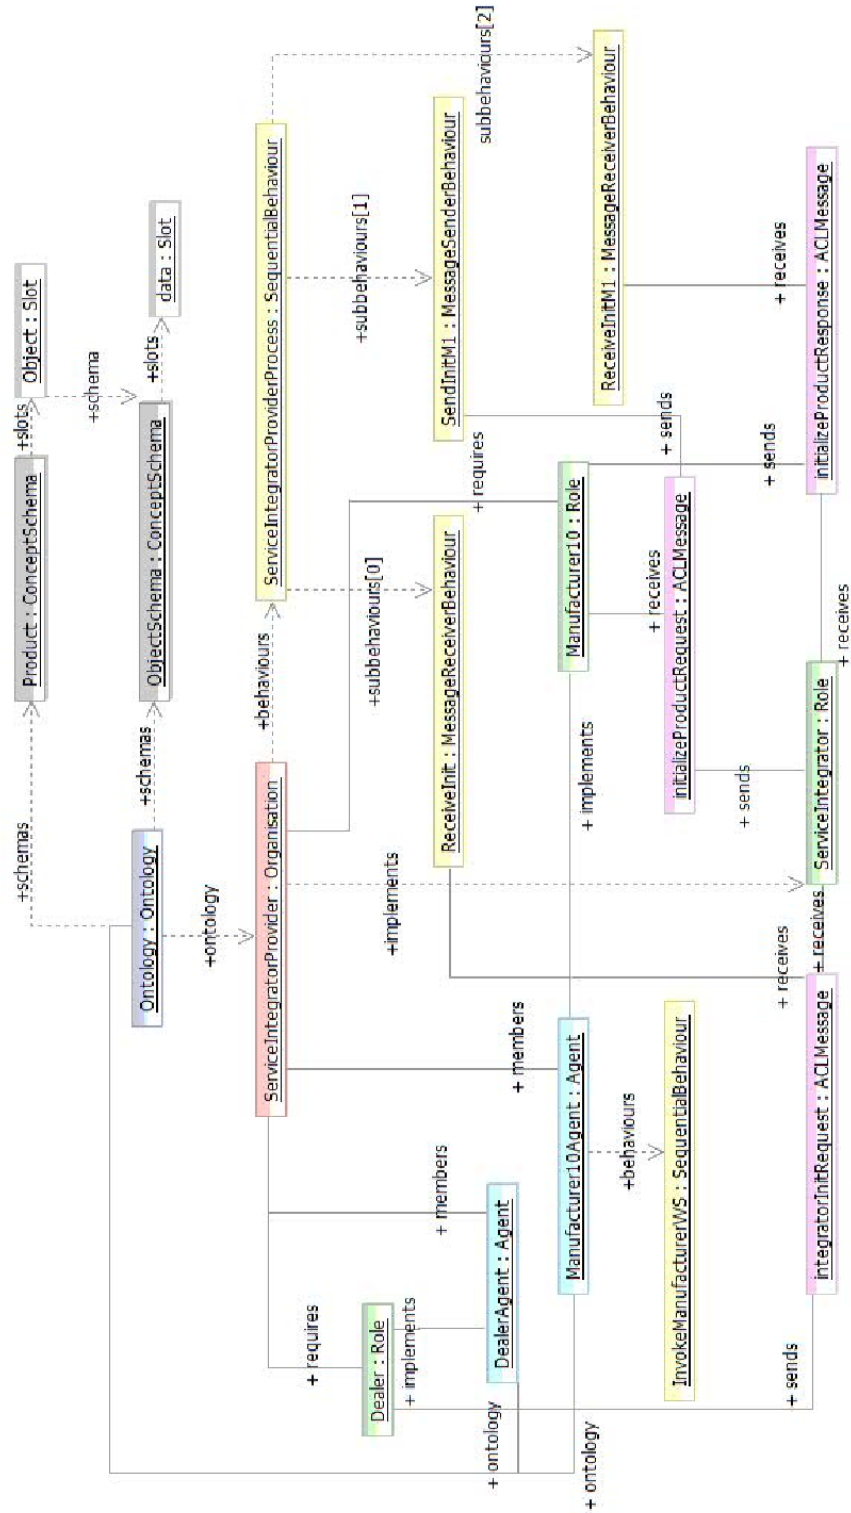 +schemas
Product : ConceptSchema
+slots
Object : Slot
+schema
Ontology : Ontology
+schemas
ObjectSchema : ConceptSchema
+slots
data : Slot
+ontology
ServiceIntegratorProvider : Organisation
+behaviours
ServiceIntegratorProviderProcess : SequentialBehaviour
+ requires
+subbehaviours[1]
Dealer : Role
+subbehaviours[0]
+implements
+ implements
+ members
ReceiveInit : MessageReceiverBehaviour
SendInitM1 : MessageSenderBehaviour
+ requires
subbehaviours[2]
+ ontology
DealerAgent : Agent
+ members
Manufacturer10Agent : Agent
+ implements
Manufacturer10 : Role
+ ontology
ReceiveInitM1 : MessageReceiverBehaviour
+behaviours
+ receives
+ sends
InvokeManufacturerWS : SequentialBehaviour
initializeProductRequest : ACLMessage
+ sends
+ sends
+ receives
+ receives
+ sends
integratorInitRequest : ACLMessage
+ receives
ServiceIntegrator : Role
+ receives
initializeProductResponse : ACLMessage